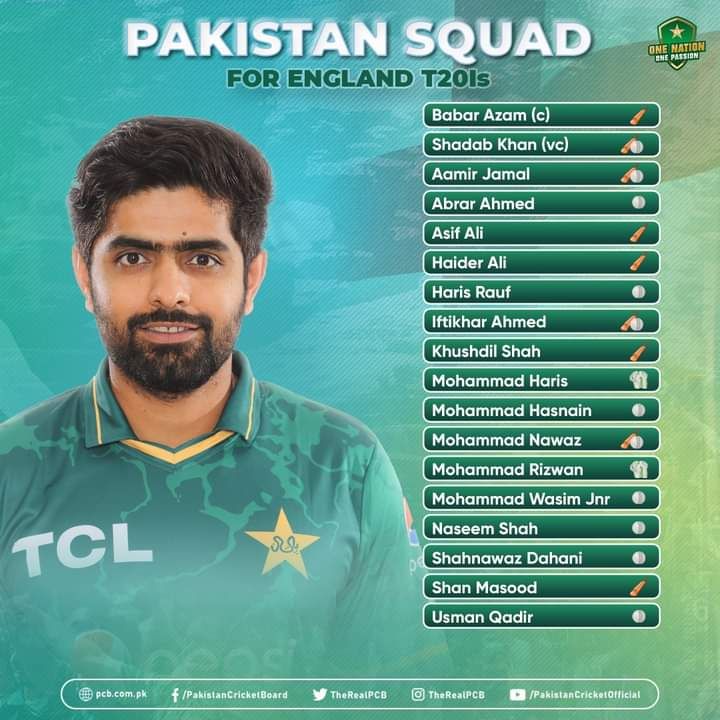 PAKISTAN SQUAD
FOR ENGLAND T20Is
ONE NATION
ONE PASSION
Babar Azam (c)
Shadab Khan (vc)
Aamir Jamal
Abrar Ahmed
Asif Ali
Haider Ali
Haris Rauf
Iftikhar Ahmed
Khushdil Shah
Mohammad Haris
Mohammad Hasnain
Mohammad Nawaz
Mohammad Rizwan
Mohammad Wasim Jnr
Naseem Shah
Shahnawaz Dahani
Shan Masood
Usman Qadir
TCL
pepsi
pcb.com.pk
/PakistanCricketBoard
TheRealPCB
TheRealPCB
/PakistanCricketOfficial